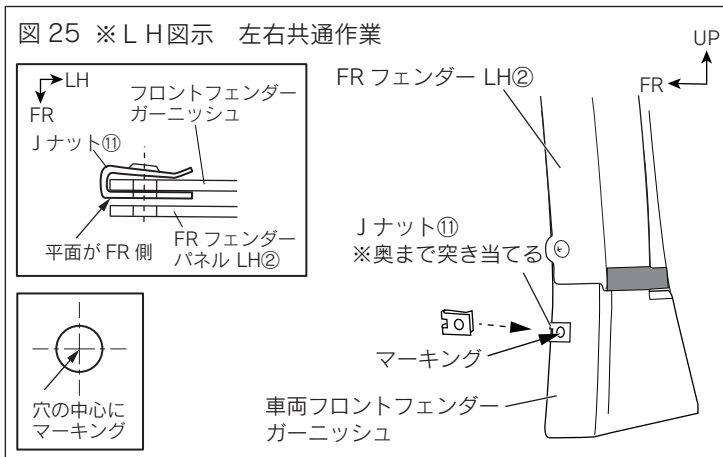 図 25 ※ＬＨ図示 左右共通作業
LH
FR
フロントフェンダー
ガーニッシュ
Ｊナット⑪
平面が FR 側
FR フェンダー
パネル LH②
穴の中心に
マーキング
UP
FR
FR フェンダー LH②
Ｊナット⑪
※奥まで突き当てる
マーキング
車両フロントフェンダー
ガーニッシュ